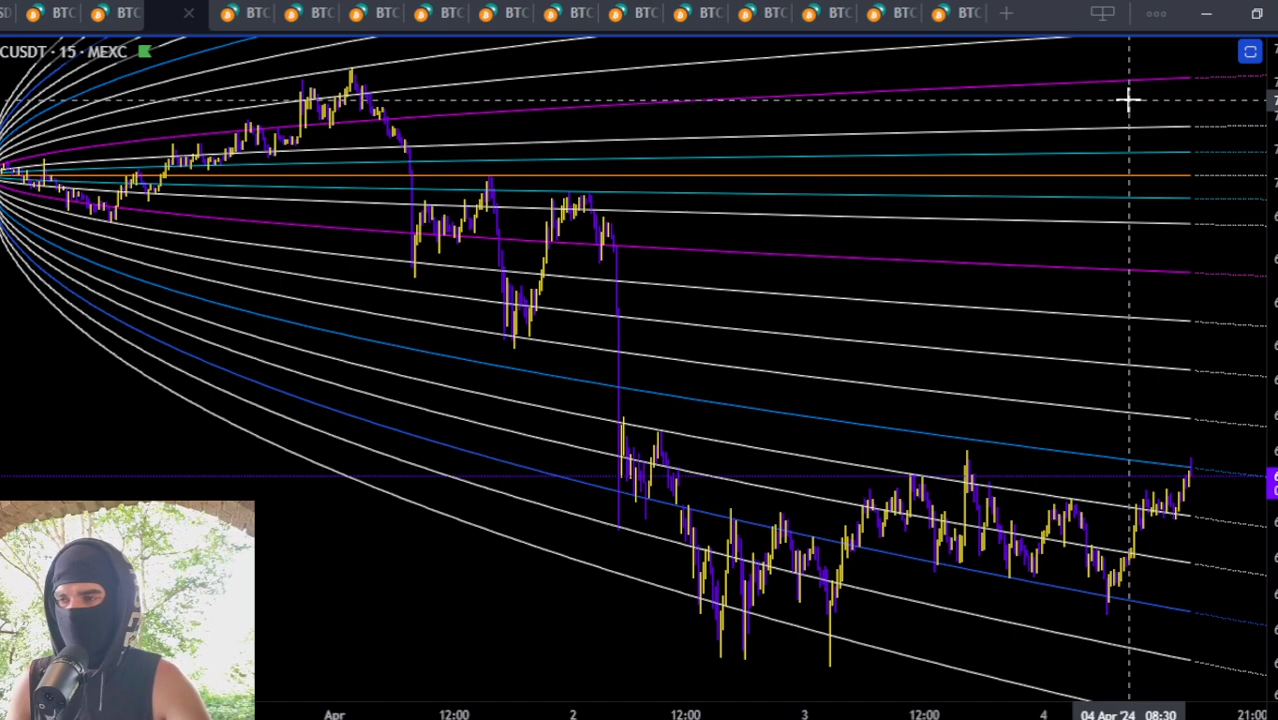 SD BTC BTC BTC BTC BTC BTC BTC BTC BTC BTC BTC BTC BTC BTC
CUSDT · 15 · MEXC
Apr 12:00 2 12:00 3 12:00 4 04 Apr '24 08:30 21:00